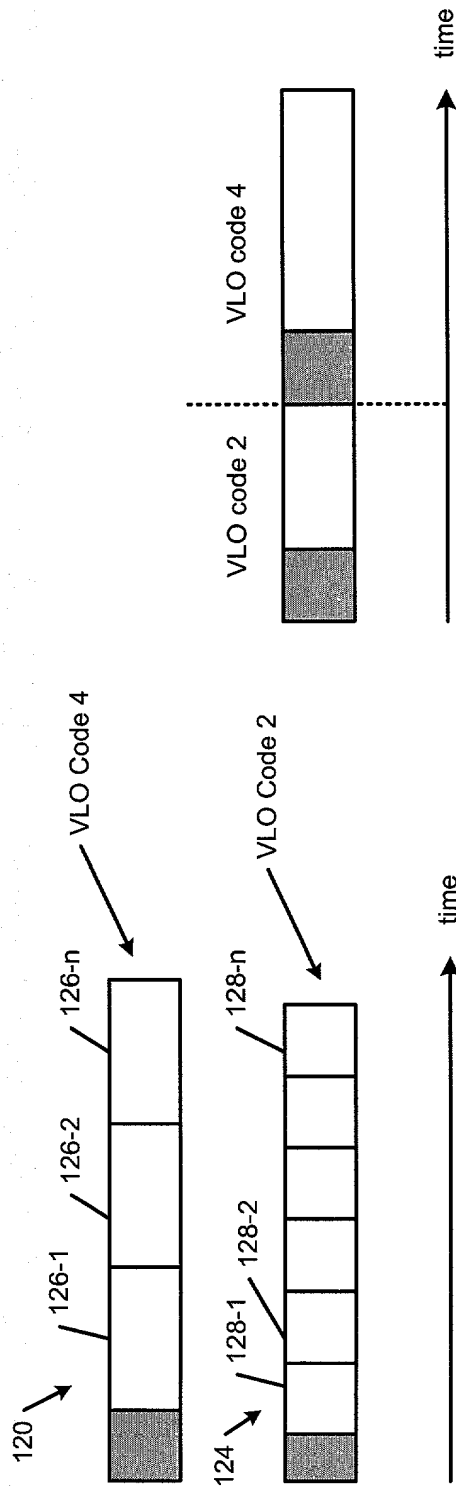 120
126-1
126-2
126-n
VLO Code 4
124
128-1
128-2
128-n
VLO Code 2
time
VLO code 2
VLO code 4
time